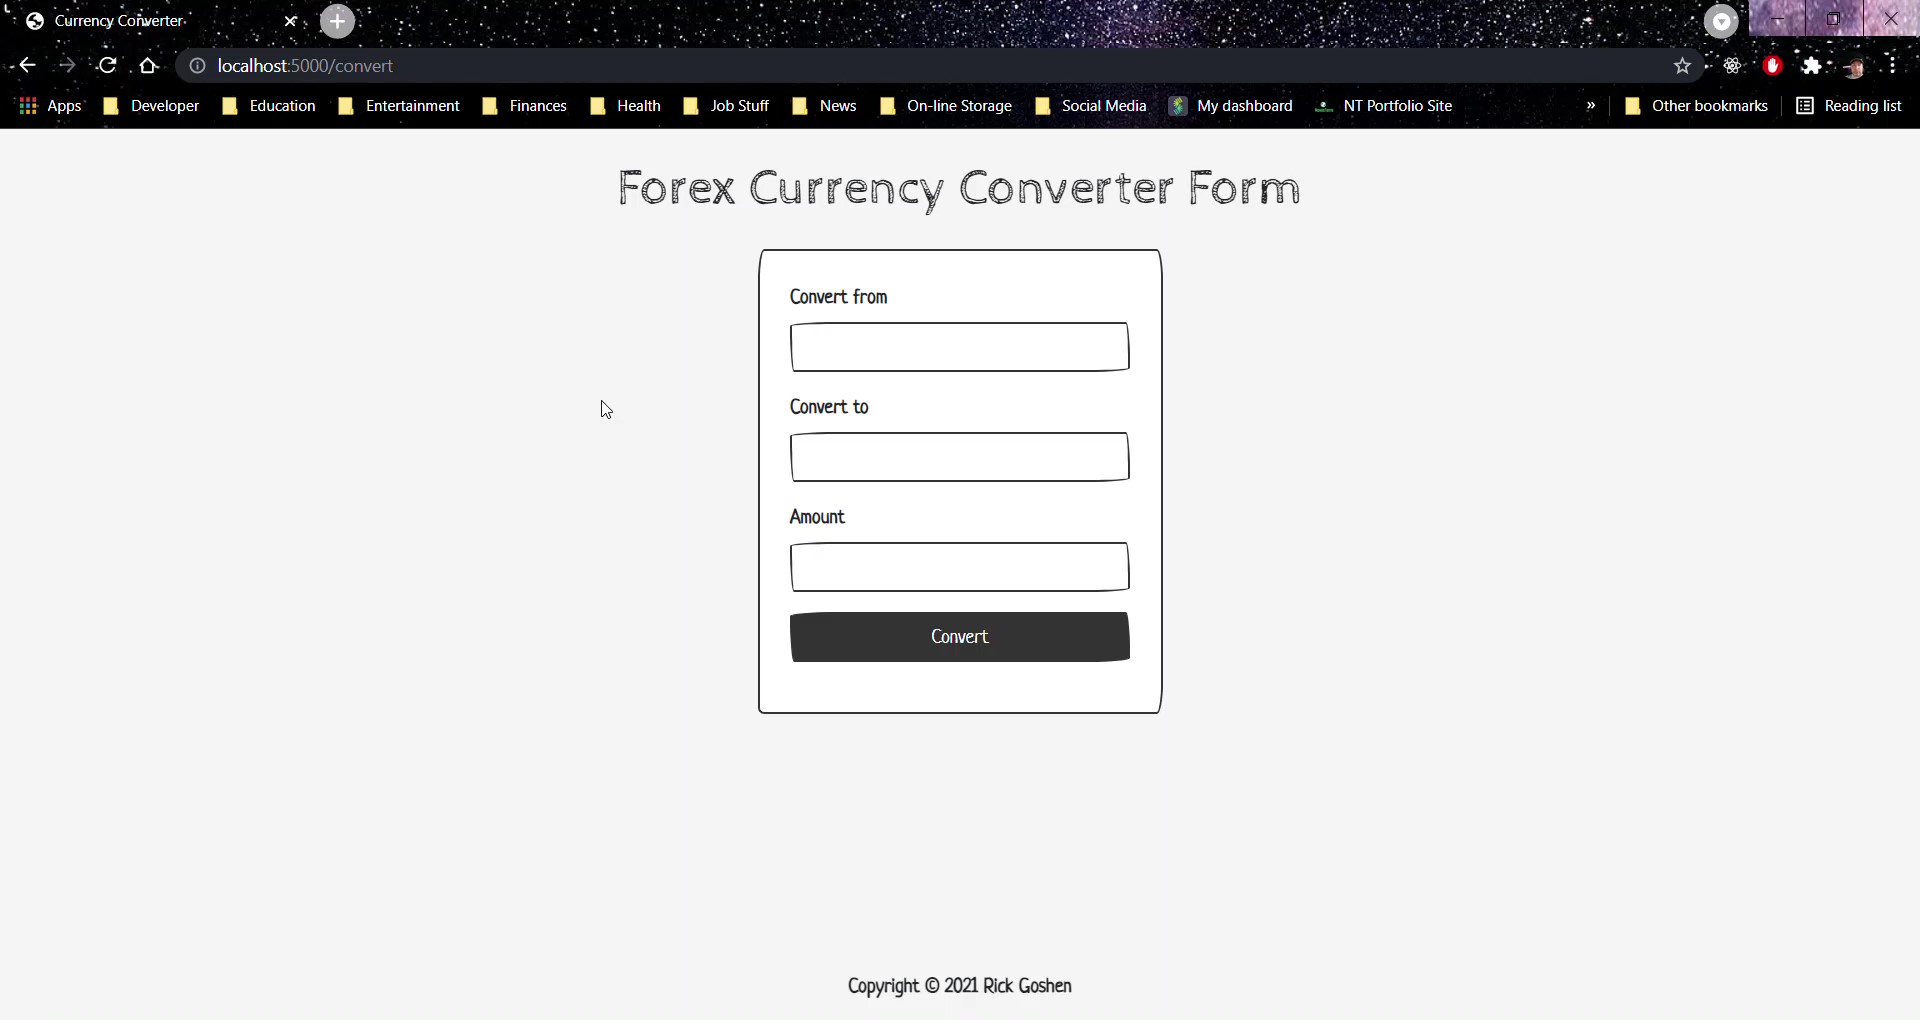 Currency Converter
localhost:5000/convert
Apps Developer Education Entertainment Finances Health Job Stuff News On-line Storage Social Media My dashboard NT Portfolio Site » Other bookmarks Reading list
Forex Currency Converter Form
Convert from
Convert to
Amount
Convert
Copyright © 2021 Rick Goshen